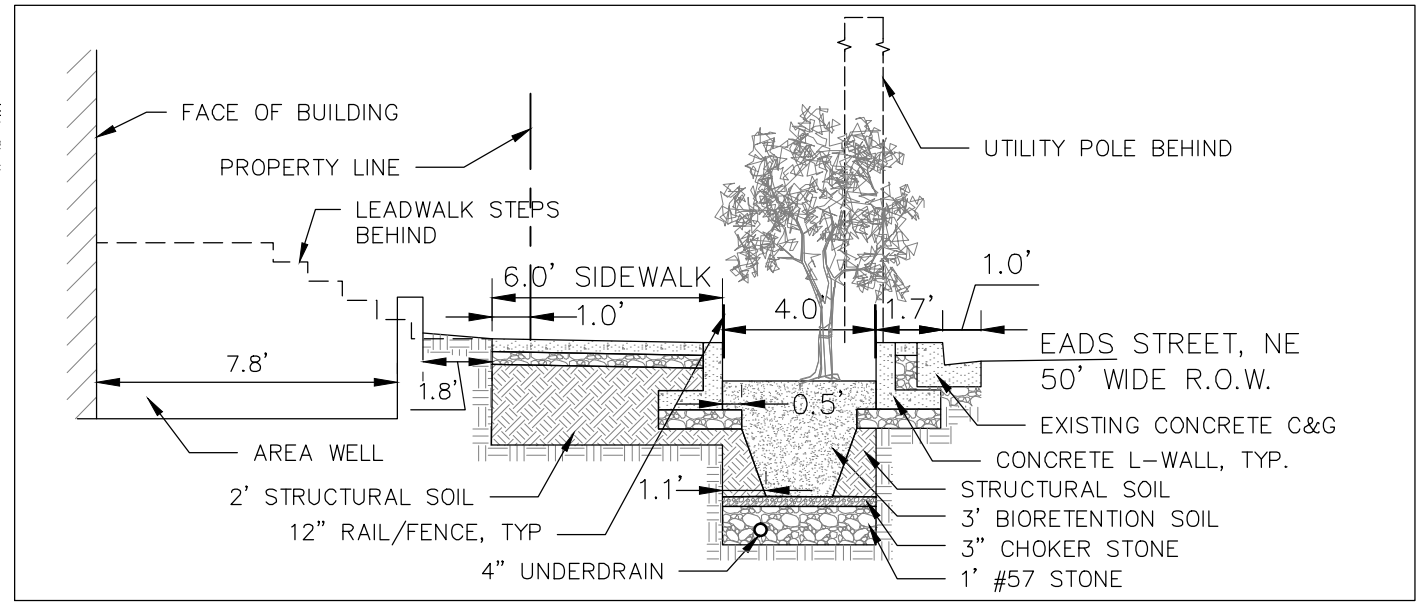 FACE OF BUILDING
PROPERTY LINE
LEADWALK STEPS
BEHIND
UTILITY POLE BEHIND
6.0' SIDEWALK
1.0'
4.0'
1.7'
1.0'
EADS STREET, NE
50' WIDE R.O.W.
7.8'
1.8'
0.5'
EXISTING CONCRETE C&G
AREA WELL
CONCRETE L-WALL, TYP.
2' STRUCTURAL SOIL
1.1'
STRUCTURAL SOIL
12" RAIL/FENCE, TYP
3' BIORETENTION SOIL
3" CHOKER STONE
4" UNDERDRAIN
1' #57 STONE